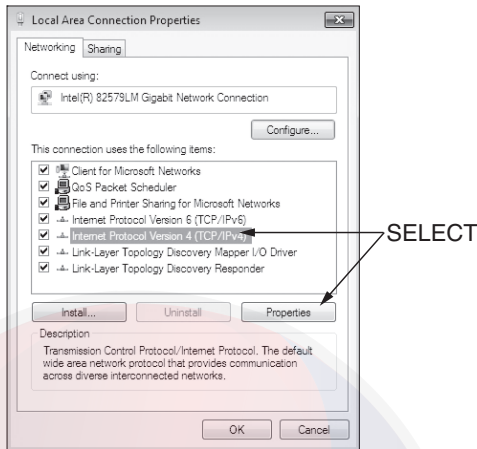 Local Area Connection Properties
Networking
Sharing
Connect using:
Intel(R) 82579LM Gigabit Network Connection
Configure...
This connection uses the following items:
Client for Microsoft Networks
QoS Packet Scheduler
File and Printer Sharing for Microsoft Networks
Internet Protocol Version 6 (TCP/IPv6)
Internet Protocol Version 4 (TCP/IPv4)
SELECT
Link-Layer Topology Discovery Mapper I/O Driver
Link-Layer Topology Discovery Responder
Install...
Uninstall
Properties
Description
Transmission Control Protocol/Internet Protocol. The default
wide area network protocol that provides communication
across diverse interconnected networks.
OK
Cancel